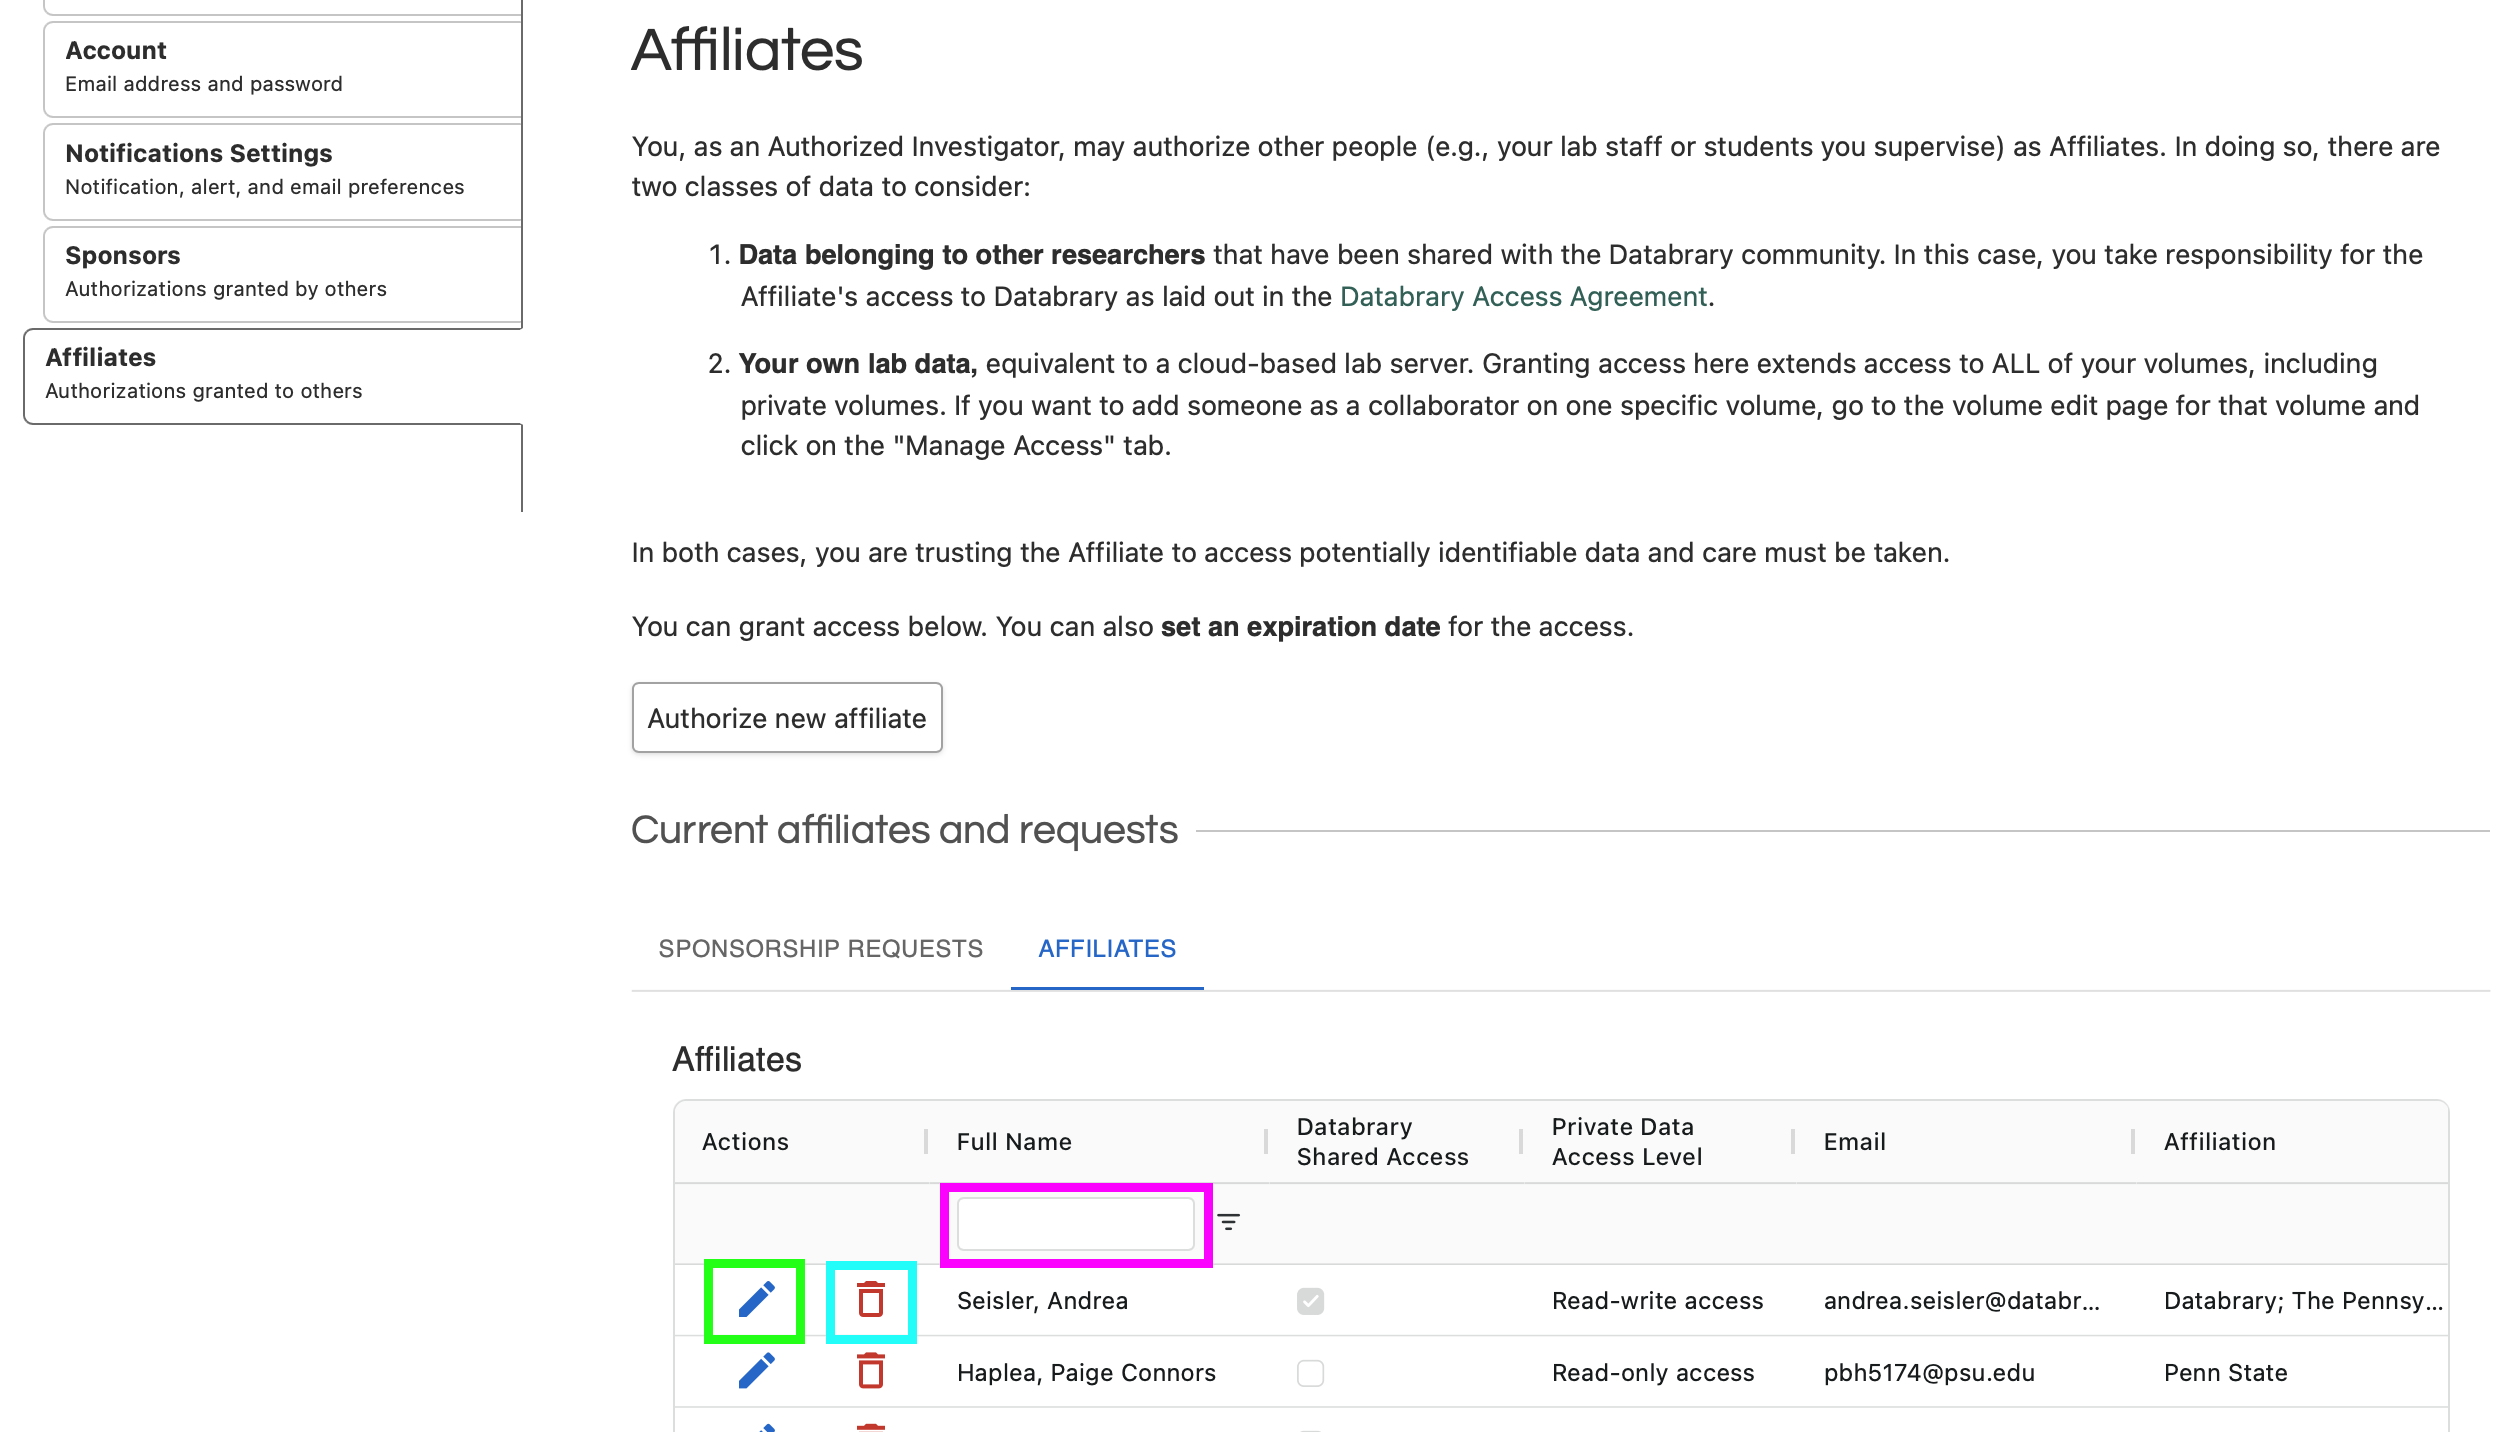 Account
Email address and password
Notifications Settings
Notification, alert, and email preferences
Sponsors
Authorizations granted by others
Affiliates
Authorizations granted to others
Affiliates
You, as an Authorized Investigator, may authorize other people (e.g., your lab staff or students you supervise) as Affiliates. In doing so, there are
two classes of data to consider:
1. Data belonging to other researchers that have been shared with the Databrary community. In this case, you take responsibility for the
Affiliate's access to Databrary as laid out in the Databrary Access Agreement.
2. Your own lab data, equivalent to a cloud-based lab server. Granting access here extends access to ALL of your volumes, including
private volumes. If you want to add someone as a collaborator on one specific volume, go to the volume edit page for that volume and
click on the "Manage Access" tab.
In both cases, you are trusting the Affiliate to access potentially identifiable data and care must be taken.
You can grant access below. You can also set an expiration date for the access.
Authorize new affiliate
Current affiliates and requests
SPONSORSHIP REQUESTS AFFILIATES
Affiliates
Actions Full Name Databrary Shared Access Private Data Access Level Email Affiliation
Seisler, Andrea Read-write access andrea.seisler@databr... Databrary; The Pennsy...
Haplea, Paige Connors Read-only access pbh5174@psu.edu Penn State